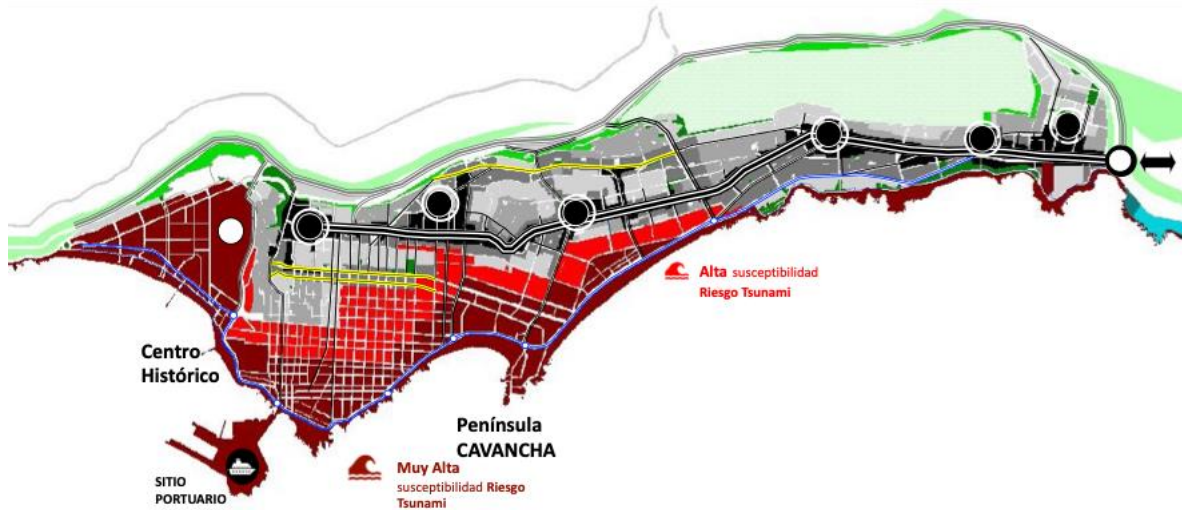 Alta susceptibilidad
Riesgo Tsunami
Centro
Histórico
Península
CAVANCHA
SITIO
PORTUARIO
Muy Alta
susceptibilidad Riesgo
Tsunami